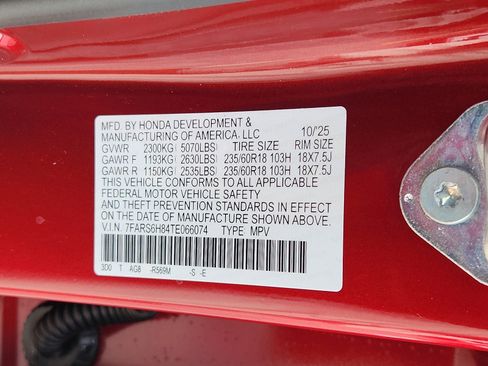 MFD. BY HONDA DEVELOPMENT &
MANUFACTURING OF AMERICA, LLC 10/'25
GVWR 2300KG( 5070LBS) TIRE SIZE RIM SIZE
GAWR F 1193KG( 2630LBS) 235/60R18 103H 18X7.5J
GAWR R 1150KG( 2535LBS) 235/60R18 103H 18X7.5J
THIS VEHICLE CONFORMS TO ALL APPLICABLE
FEDERAL MOTOR VEHICLE SAFETY
AND THEFT PREVENTION STANDARDS IN EFFECT
ON THE DATE OF MANUFACTURE SHOWN ABOVE.
V.I.N. 7FARS6H84TE066074 TYPE MPV
3D0 T AG8 -R569M -S -E